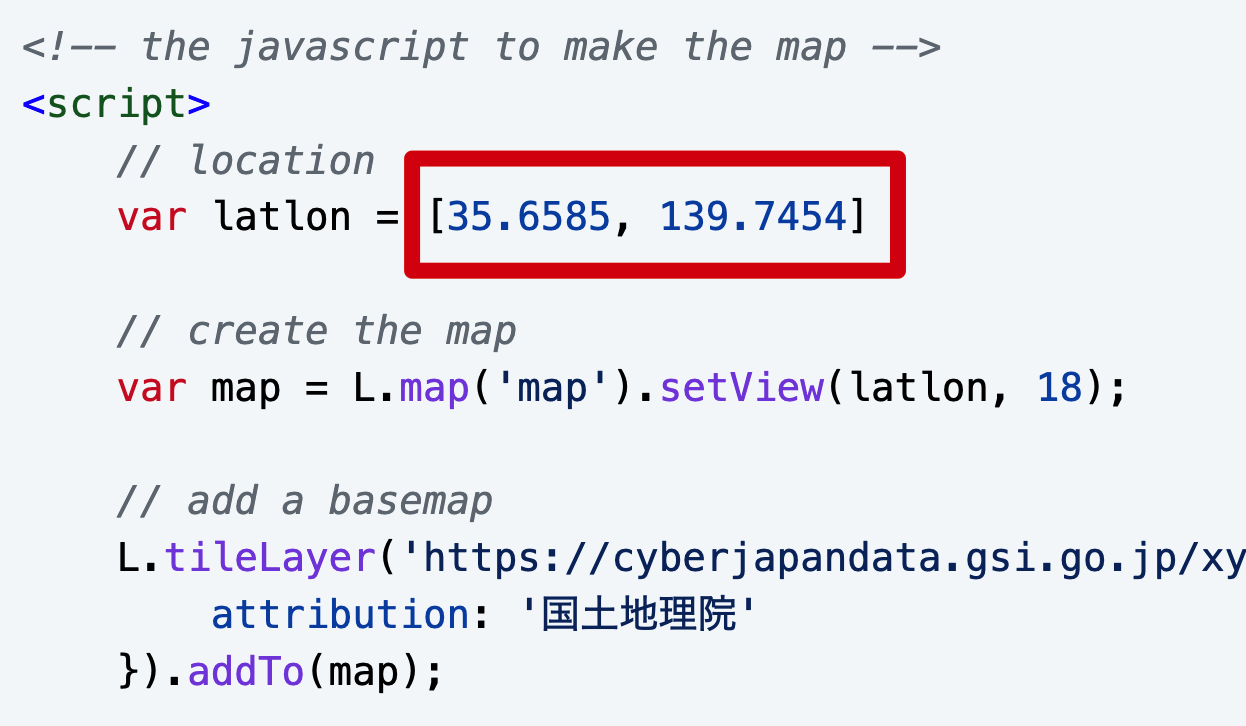 <!-- the javascript to make the map -->
<script>
// location
var latlon = [35.6585, 139.7454]
// create the map
var map = L.map('map').setView(latlon, 18);
// add a basemap
L.tileLayer('https://cyberjapandata.gsi.go.jp/xy
attribution: '国土地理院'
}).addTo(map);